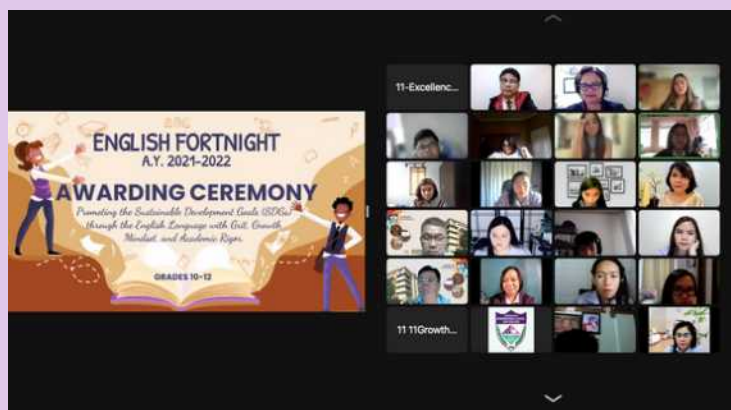 ENGLISH FORTNIGHT
A.Y. 2021-2022
AWARDING CEREMONY
Promoting the Sustainable Development Goals (SDGs)
through the English Language with Grit, Growth
Mindset, and Academic Rigor
GRADES 10-12
11-Excellenc...
11 11Growth...